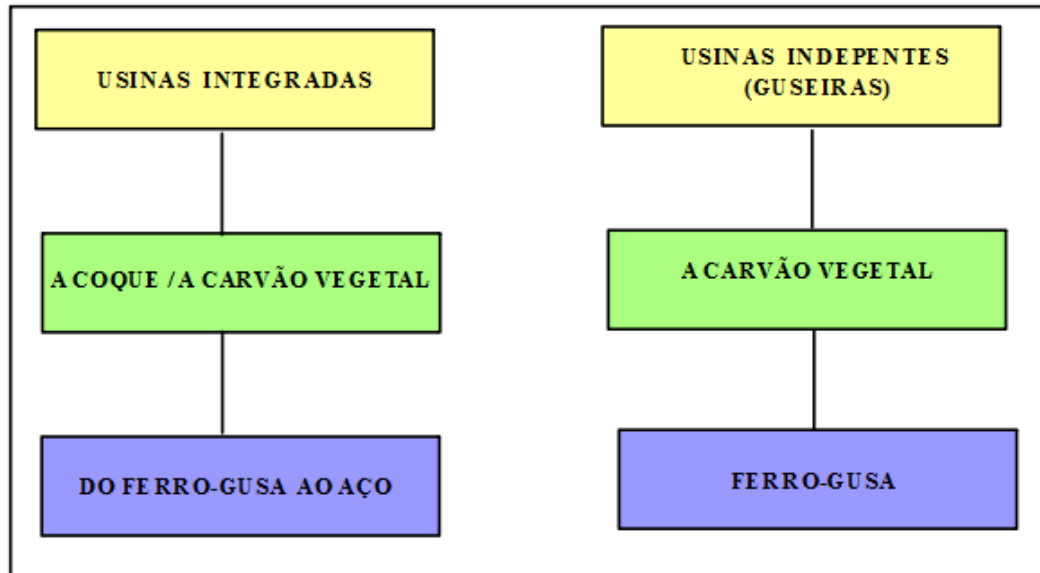 USINAS INTEGRADAS
A COQUE / A CARVÃO VEGETAL
DO FERRO-GUSA AO AÇO
USINAS INDEPENTES
(GUSEIRAS)
A CARVÃO VEGETAL
FERRO-GUSA